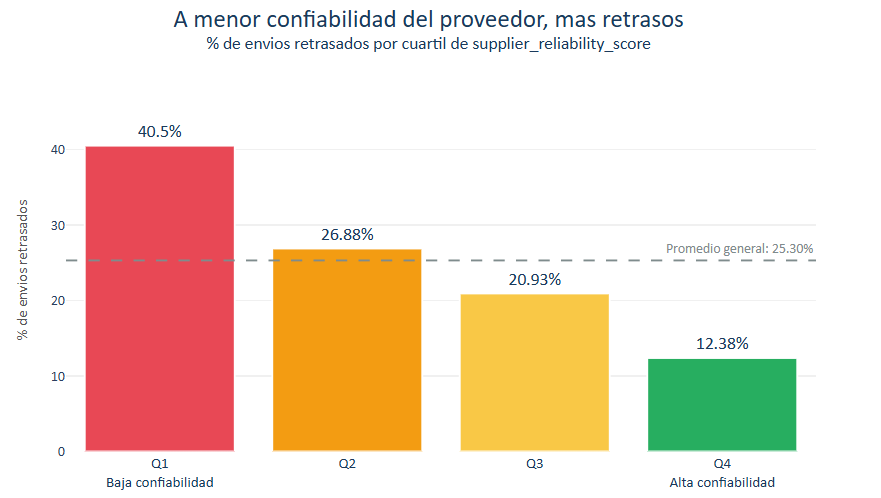 A menor confiabilidad del proveedor, mas retrasos
% de envios retrasados por cuartil de supplier_reliability_score
40.5%
26.88%
20.93%
12.38%
Promedio general: 25.30%
% de envios retrasados
40
30
20
10
0
Q1
Q2
Q3
Q4
Baja confiabilidad
Alta confiabilidad